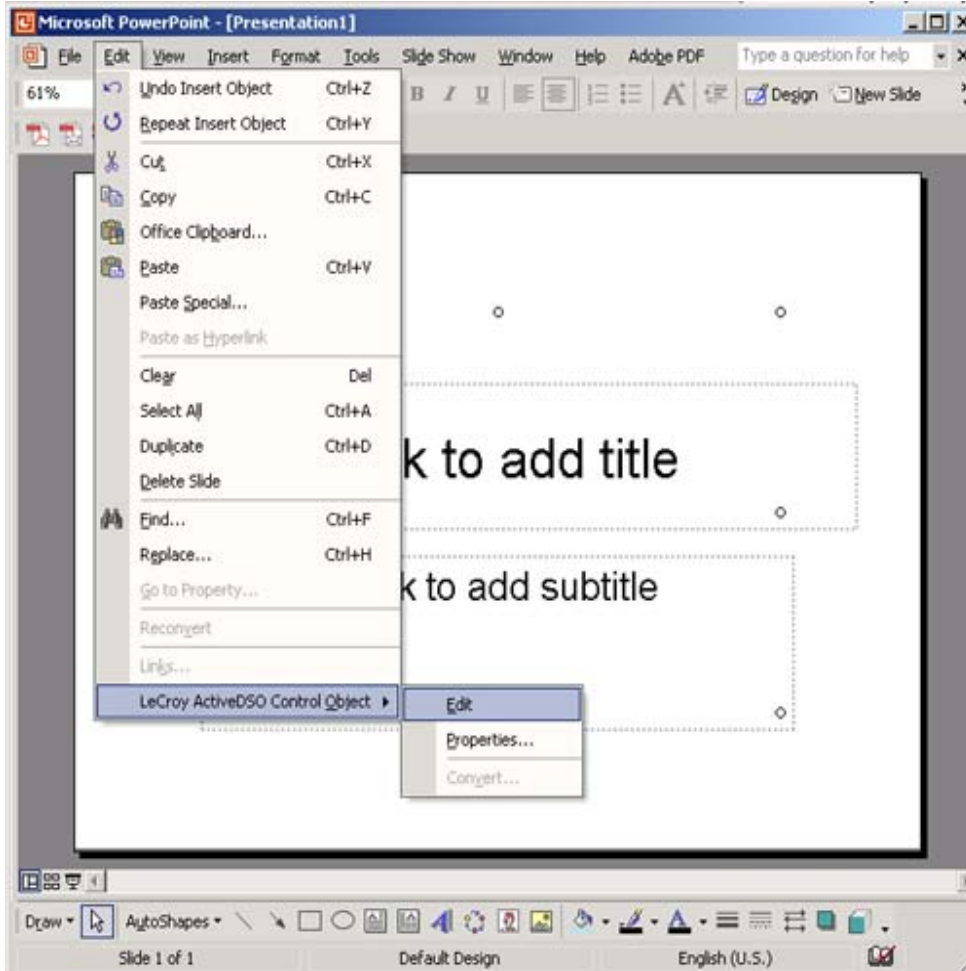 Microsoft PowerPoint - [Presentation1]
File Edit View Insert Format Tools Slide Show Window Help Adobe PDF Type a question for help
61% B I U A Design New Slide
Undo Insert Object Ctrl+Z
Repeat Insert Object Ctrl+Y
Cut Ctrl+X
Copy Ctrl+C
Office Clipboard...
Paste Ctrl+V
Paste Special...
Paste as Hyperlink
Clear Del
Select All Ctrl+A
Duplicate Ctrl+D
Delete Slide
k to add title
Find... Ctrl+F
Replace... Ctrl+H
k to add subtitle
Go to Property...
Reconvert
Links...
LeCroy ActiveDSO Control Object Edit
Properties...
Convert...
Draw AutoShapes A A
Slide 1 of 1 Default Design English (U.S.)